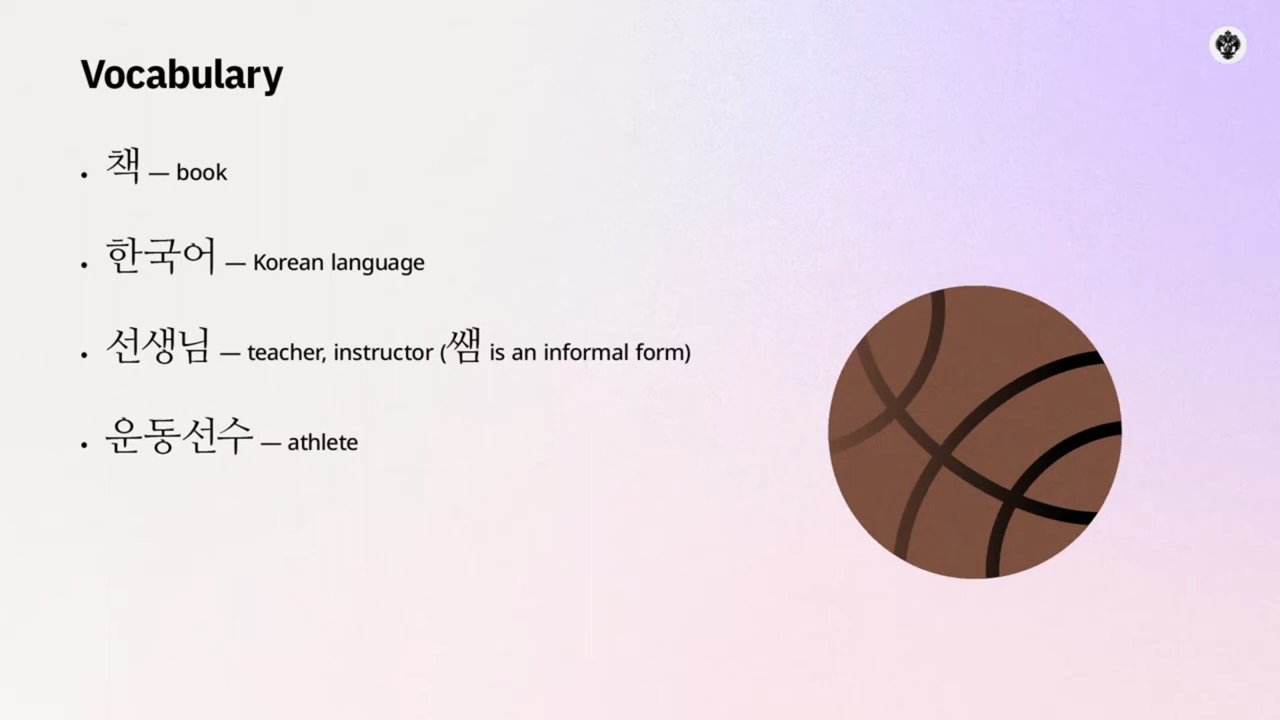 Vocabulary
• 책 — book
• 한국어 — Korean language
• 선생님 — teacher, instructor (쌤 is an informal form)
• 운동선수 — athlete